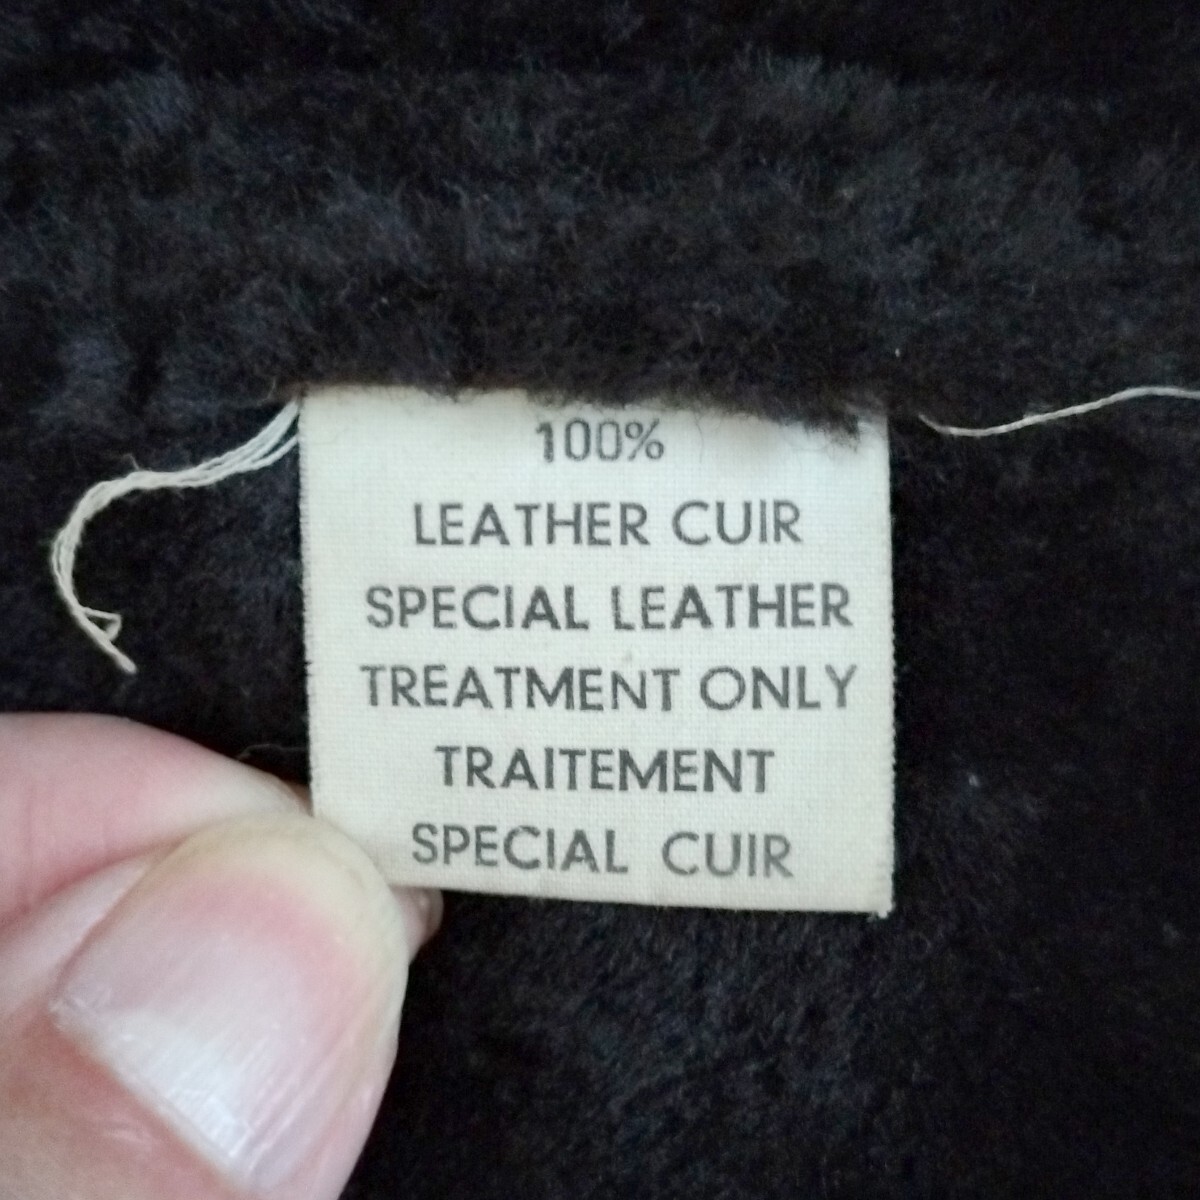 100%
LEATHER CUIR
SPECIAL LEATHER
TREATMENT ONLY
TRAITEMENT
SPECIAL CUIR